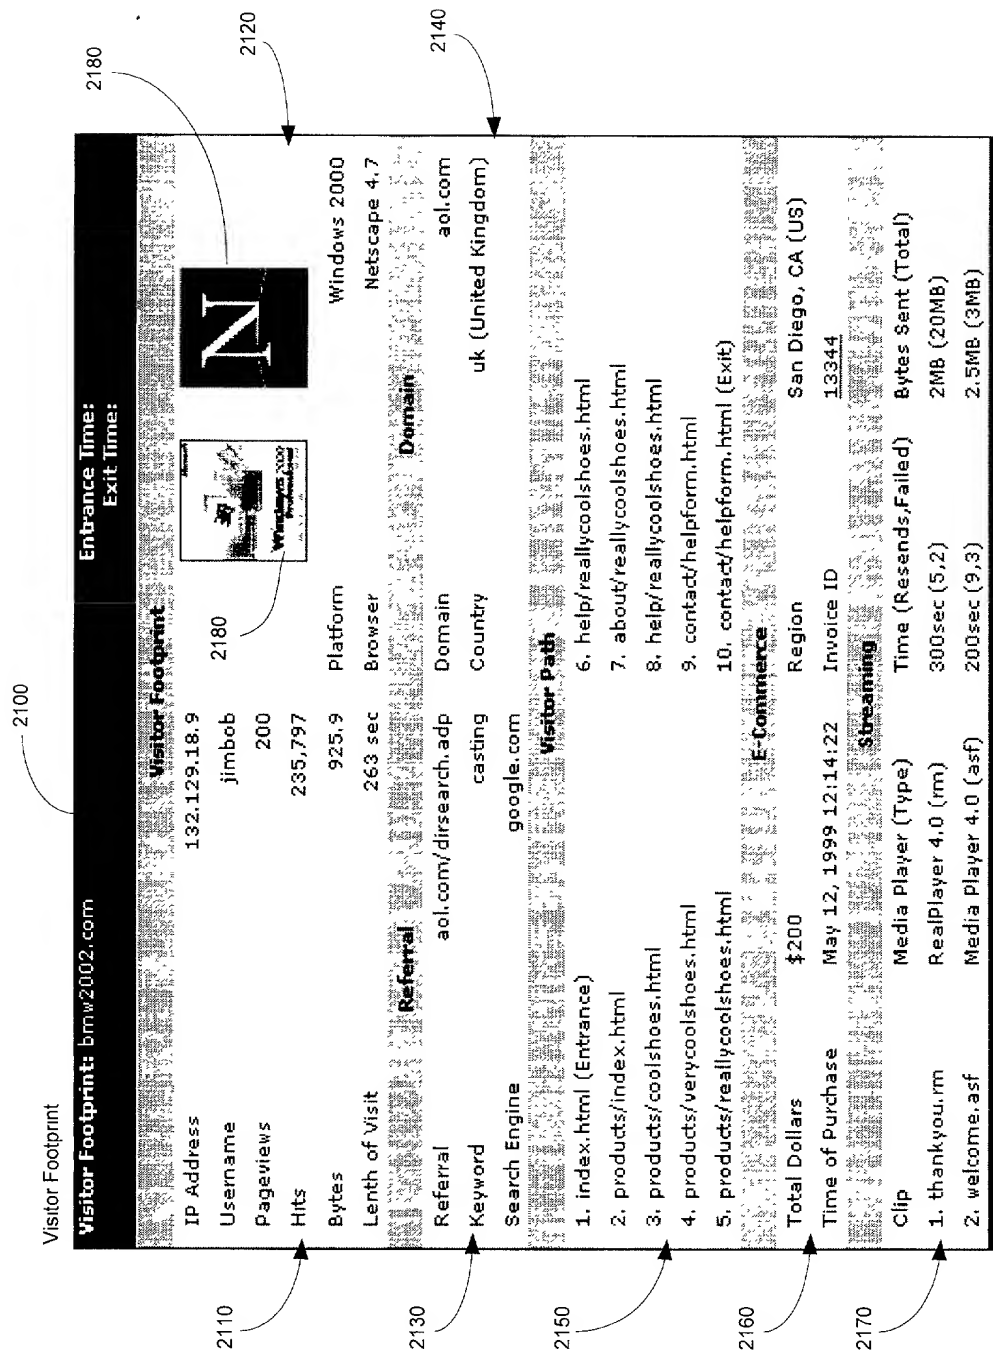 Visitor Footprint
2100
Visitor Footprint: bmw2002.com Entrance Time:
Exit Time:
2180
Visitor Footprint
2120
2110
IP Address 132.129.18.9
Username jimbob
Pageviews 200
Hits 235,797
Bytes 925.9
Lenth of Visit 263 sec
2180
Microsoft
Windows 2000
Professional
N
Platform Windows 2000
Browser Netscape 4.7
2130
Referral
Referral aol.com/dirsearch.adp
Keyword casting
Search Engine google.com
2140
Domain
Domain aol.com
Country uk (United Kingdom)
2150
Visitor Path
1. index.html (Entrance)
2. products/index.html
3. products/coolshoes.html
4. products/verycoolshoes.html
5. products/reallycoolshoes.html
6. help/reallycoolshoes.html
7. about/reallycoolshoes.html
8. help/reallycoolshoes.html
9. contact/helpform.html
10. contact/helpform.html (Exit)
2160
E-Commerce
Total Dollars $200 Region San Diego, CA (US)
Time of Purchase May 12, 1999 12:14:22 Invoice ID 13344
2170
Streaming
Clip Media Player (Type) Time (Resends,Failed) Bytes Sent (Total)
1. thankyou.rm RealPlayer 4.0 (rm) 300sec (5,2) 2MB (20MB)
2. welcome.asf Media Player 4.0 (asf) 200sec (9,3) 2.5MB (3MB)